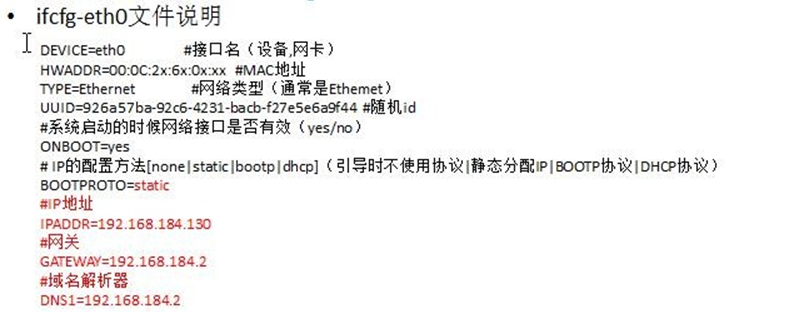 • ifcfg-eth0文件说明
DEVICE=eth0 #接口名（设备,网卡）
HWADDR=00:0C:2x:6x:0x:xx #MAC地址
TYPE=Ethernet #网络类型（通常是Ethemet）
UUID=926a57ba-92c6-4231-bacb-f27e5e6a9f44 #随机id
#系统启动的时候网络接口是否有效（yes/no）
ONBOOT=yes
# IP的配置方法[none|static|bootp|dhcp]（引导时不使用协议|静态分配IP|BOOTP协议|DHCP协议）
BOOTPROTO=static
#IP地址
IPADDR=192.168.184.130
#网关
GATEWAY=192.168.184.2
#域名解析器
DNS1=192.168.184.2